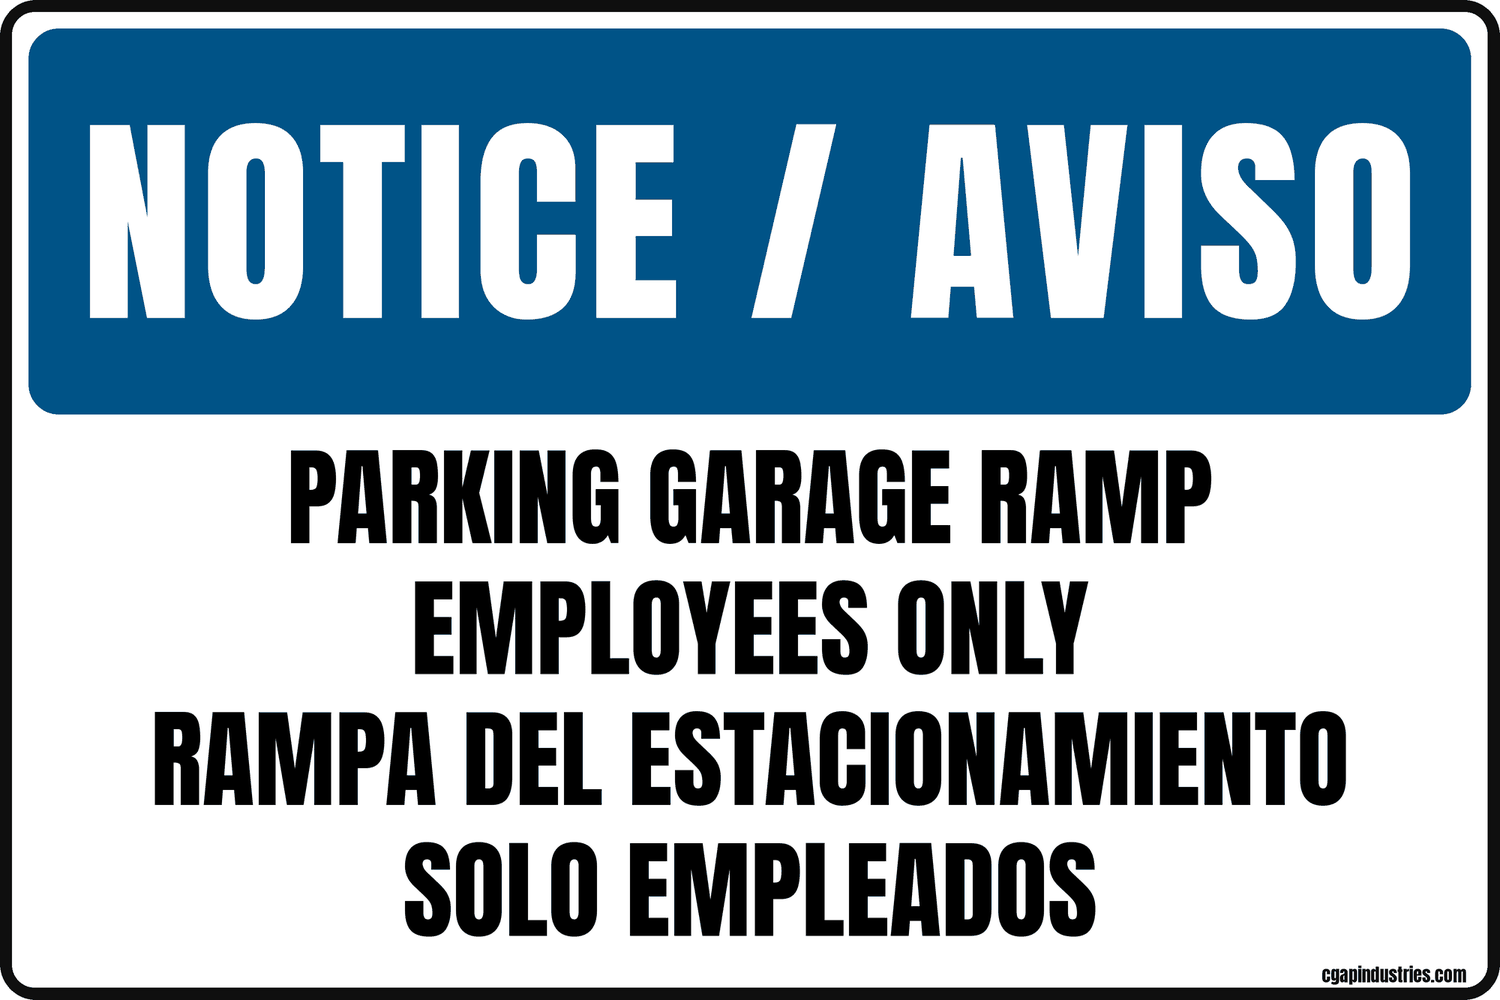 NOTICE / AVISO
PARKING GARAGE RAMP
EMPLOYEES ONLY
RAMPA DEL ESTACIONAMIENTO
SOLO EMPLEADOS
cgapindustries.com